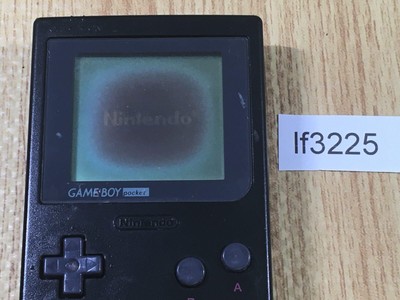 Nintendo
GAME BOY pocket
Nintendo
A
lf3225